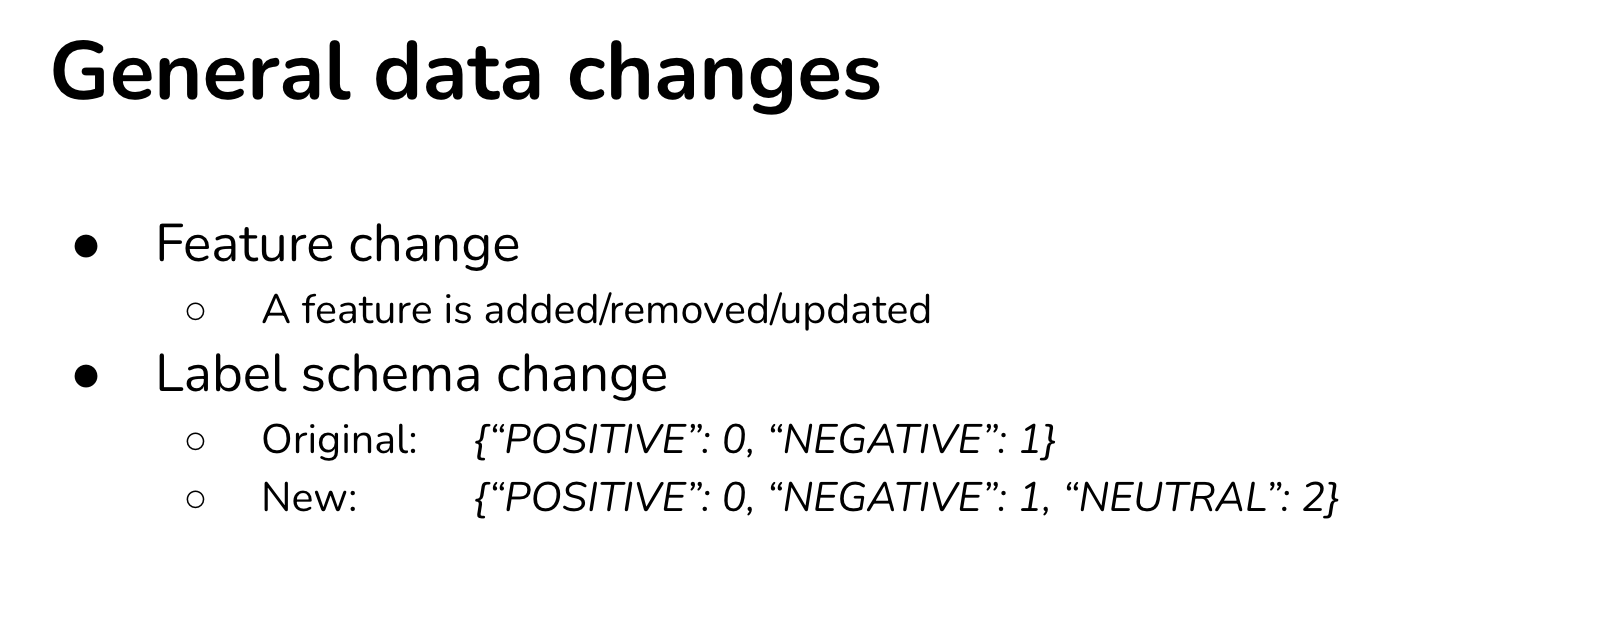 General data changes
● Feature change
○ A feature is added/removed/updated
● Label schema change
○ Original: {“POSITIVE”: 0, “NEGATIVE”: 1}
○ New: {“POSITIVE”: 0, “NEGATIVE”: 1, “NEUTRAL”: 2}